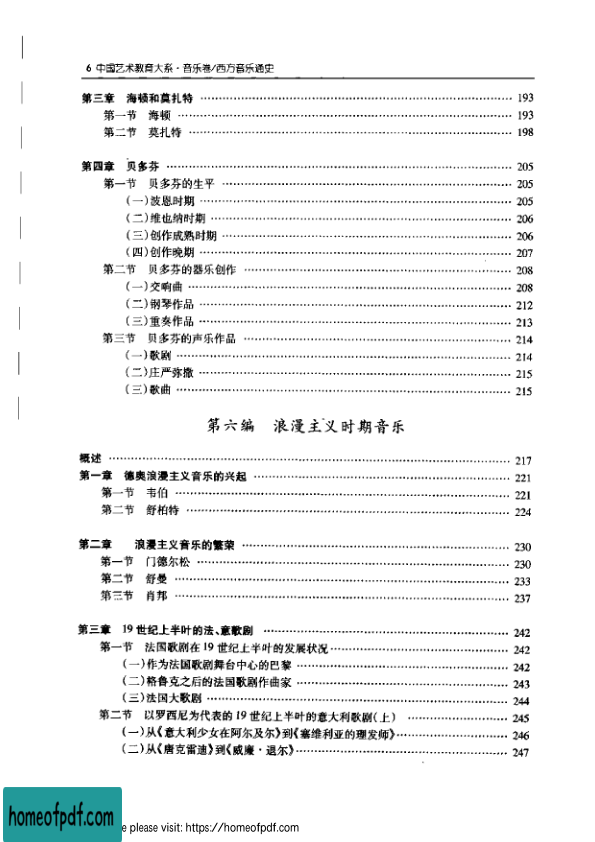 6 中国艺术教育大系·音乐卷/西方音乐通史
第三章 海顿和莫扎特 193
第一节 海顿 193
第二节 莫扎特 198
第四章 贝多芬 205
第一节 贝多芬的生平 205
(一)波恩时期 205
(二)维也纳时期 206
(三)创作成熟时期 206
(四)创作晚期 207
第二节 贝多芬的器乐创作 208
(一)交响曲 208
(二)钢琴作品 212
(三)重奏作品 213
第三节 贝多芬的声乐作品 214
(一)歌剧 214
(二)庄严弥撒 215
(三)歌曲 215
第六编 浪漫主义时期音乐
概述 217
第一章 德奥浪漫主义音乐的兴起 221
第一节 韦伯 221
第二节 舒柏特 224
第二章 浪漫主义音乐的繁荣 230
第一节 门德尔松 230
第二节 舒曼 233
第三节 肖邦 237
第三章 19世纪上半叶的法、意歌剧 242
第一节 法国歌剧在19世纪上半叶的发展状况 242
(一)作为法国歌剧舞台中心的巴黎 242
(二)格鲁克之后的法国歌剧作曲家 243
(三)法国大歌剧 244
第二节 以罗西尼为代表的19世纪上半叶的意大利歌剧(上) 245
(一)从《意大利少女在阿尔及尔》到《塞维利亚的理发师》 246
(二)从《唐克雷迪》到《威廉·退尔》 247
homeofpdf.com
e please visit: https://homeofpdf.com